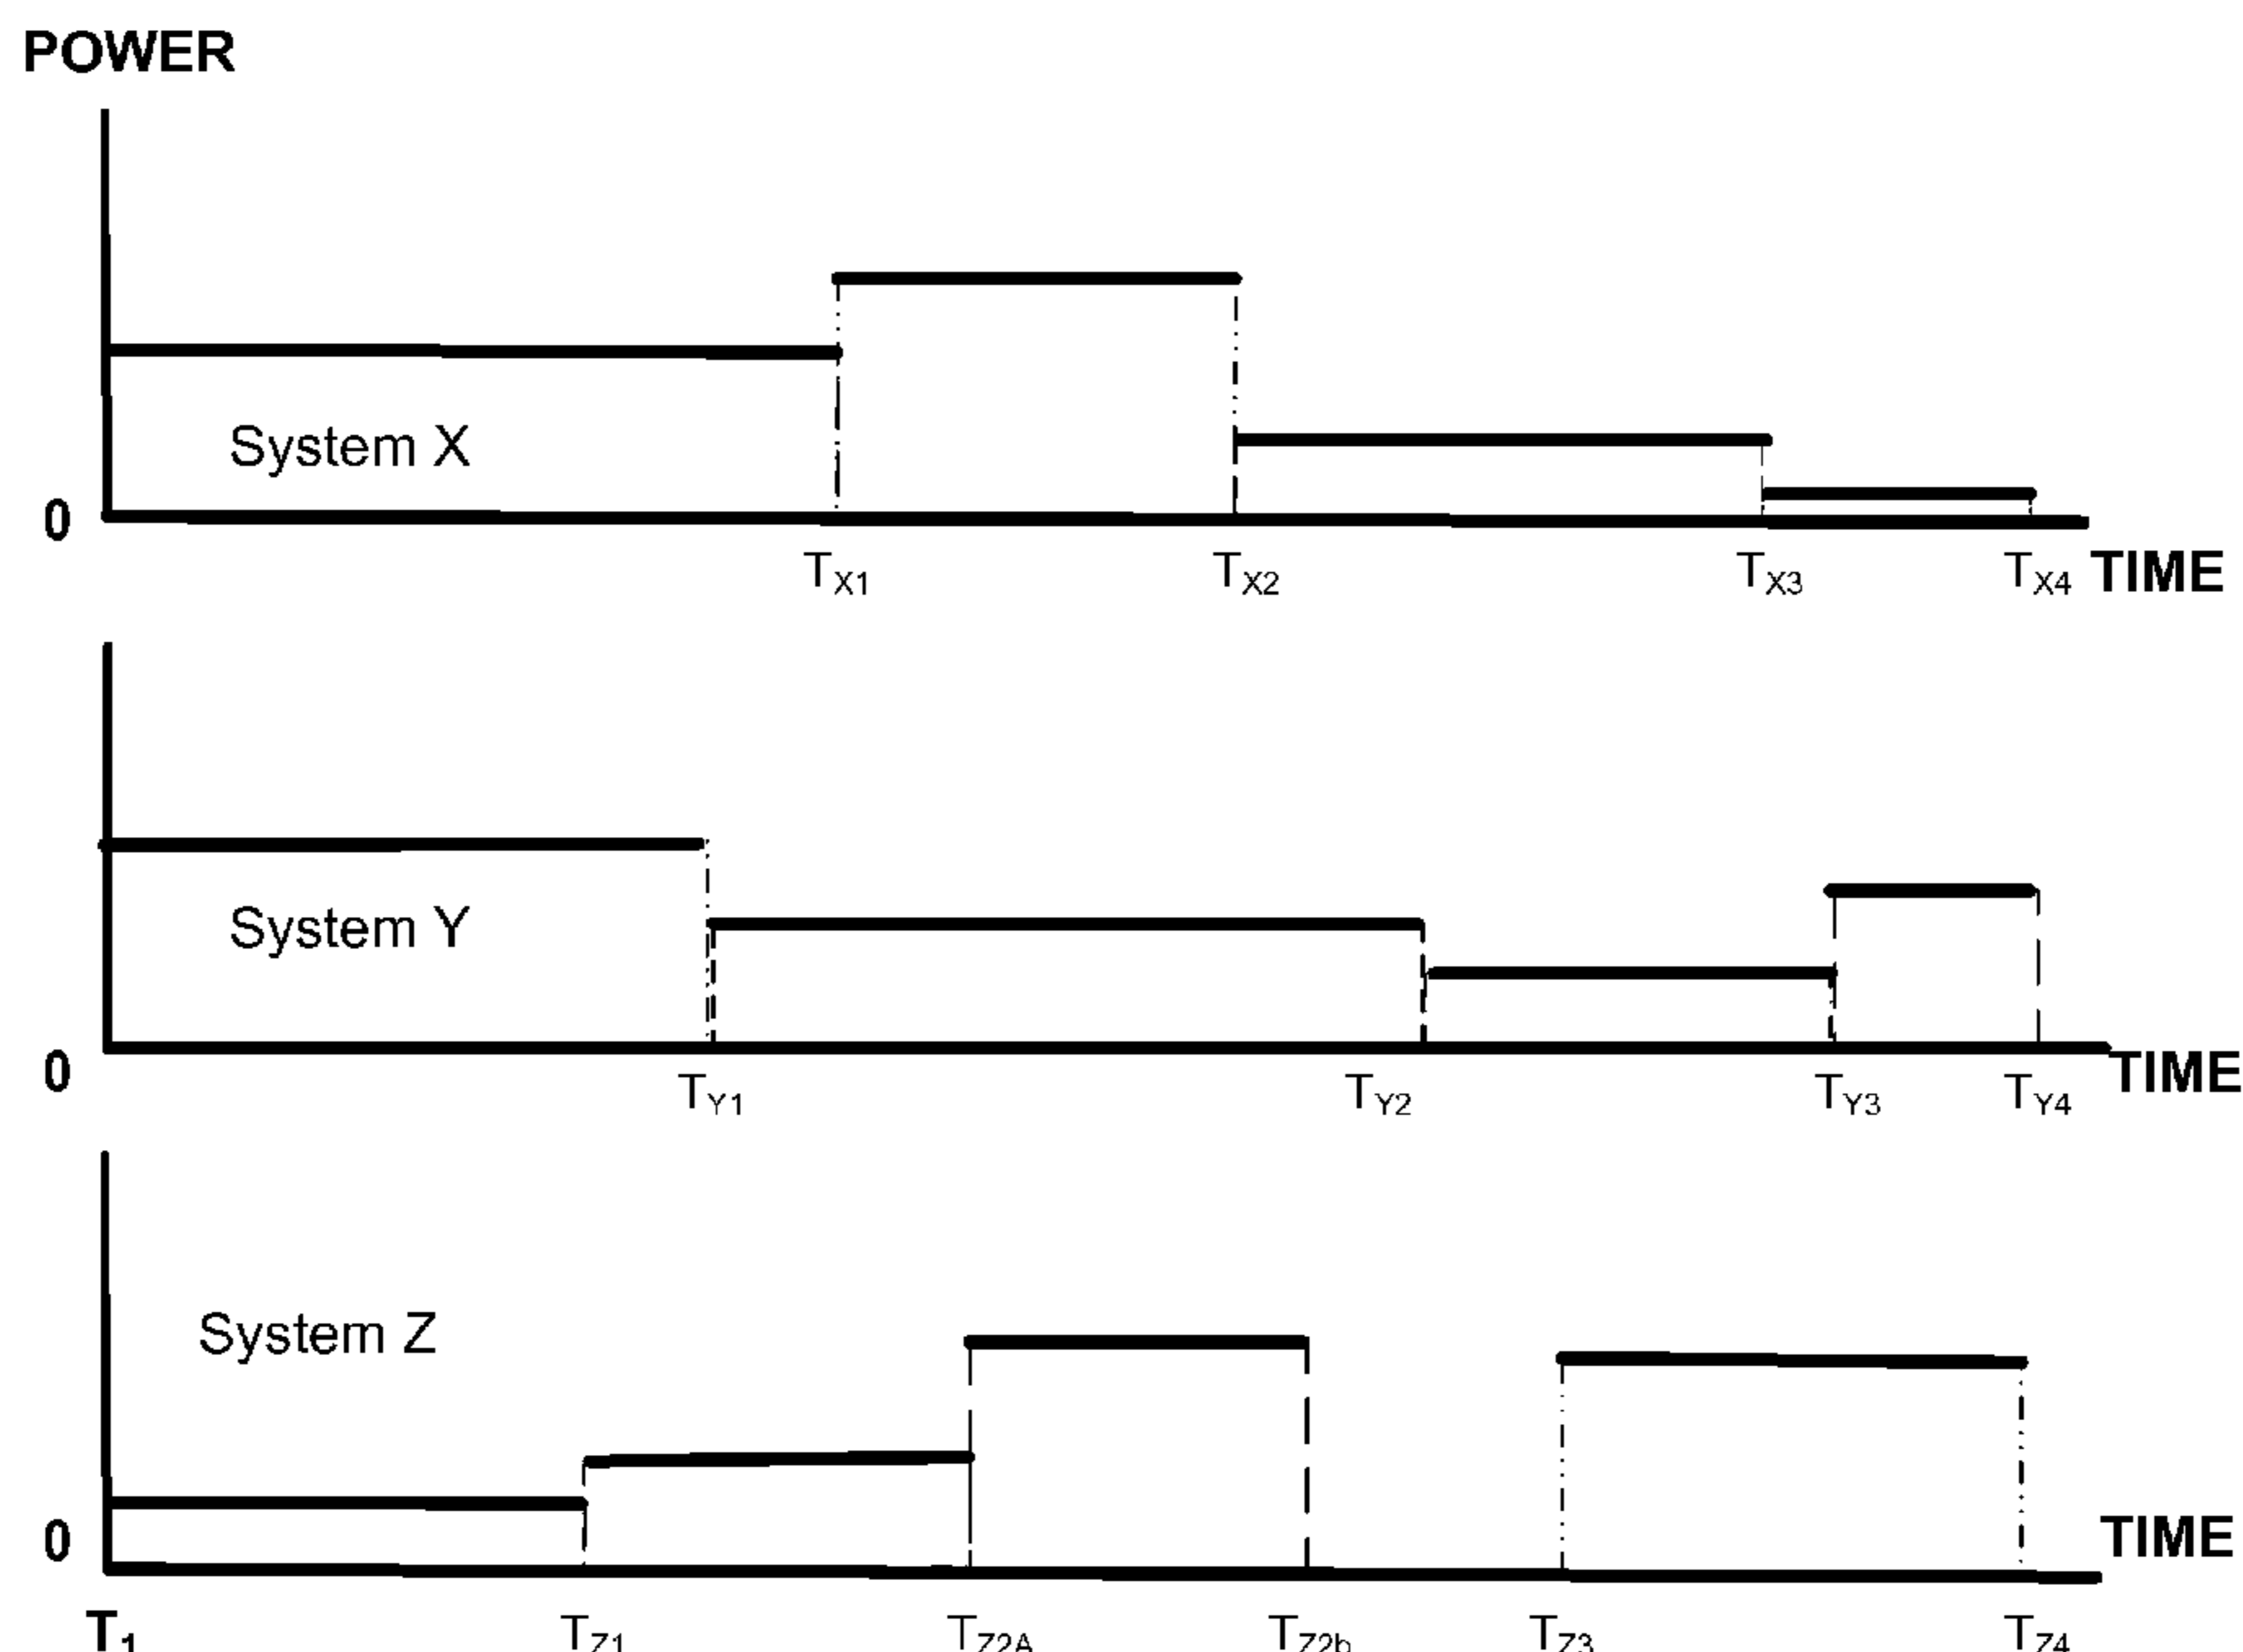 POWER
System X
0
TX1 TX2 TX3 TX4 TIME
System Y
0
TIME
TY1 TY2 TY3 TY4
System Z
0
TIME
T1 TZ1 TZ2A TZ2b TZ3 TZ4